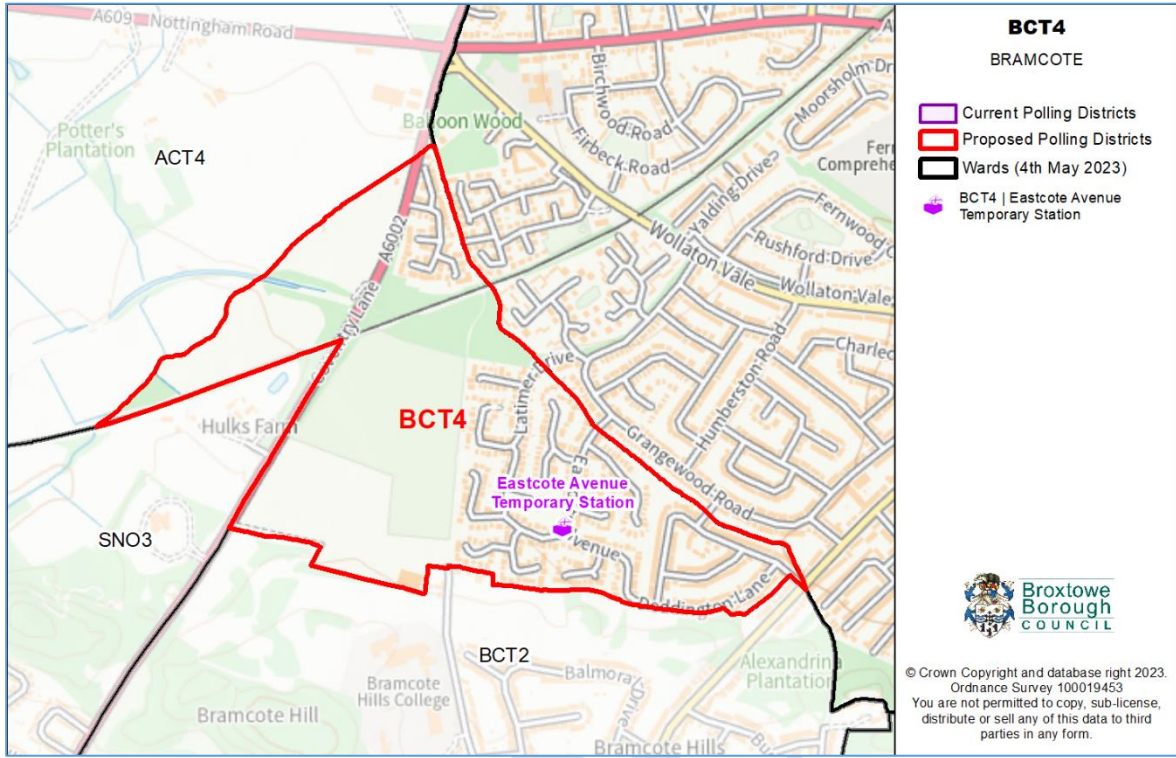 A609
Nottingham Road
Birchwood Road
Firbeck Road
Moorsholm Dr
Potter's
Plantation
ACT4
Balloon Wood
A6002
Coventry Lane
Yalding Drive
Wollaton Vale
Rushford Drive
Fernwood C
Wollaton Vale
Charlec
Humberston Road
Grangewood Road
Hulks Farm
BCT4
Latimer Drive
Eastcote Avenue
Temporary Station
Avenue
Deddington Lane
SNO3
BCT2
Balmoral Drive
Bramcote
Hills College
Alexandrina
Plantation
Bramcote Hill
Bramcote Hills
BCT4
BRAMCOTE
Current Polling Districts
Proposed Polling Districts
Wards (4th May 2023)
BCT4 | Eastcote Avenue
Temporary Station
Broxtowe
Borough
COUNCIL
© Crown Copyright and database right 2023.
Ordnance Survey 100019453
You are not permitted to copy, sub-license,
distribute or sell any of this data to third
parties in any form.